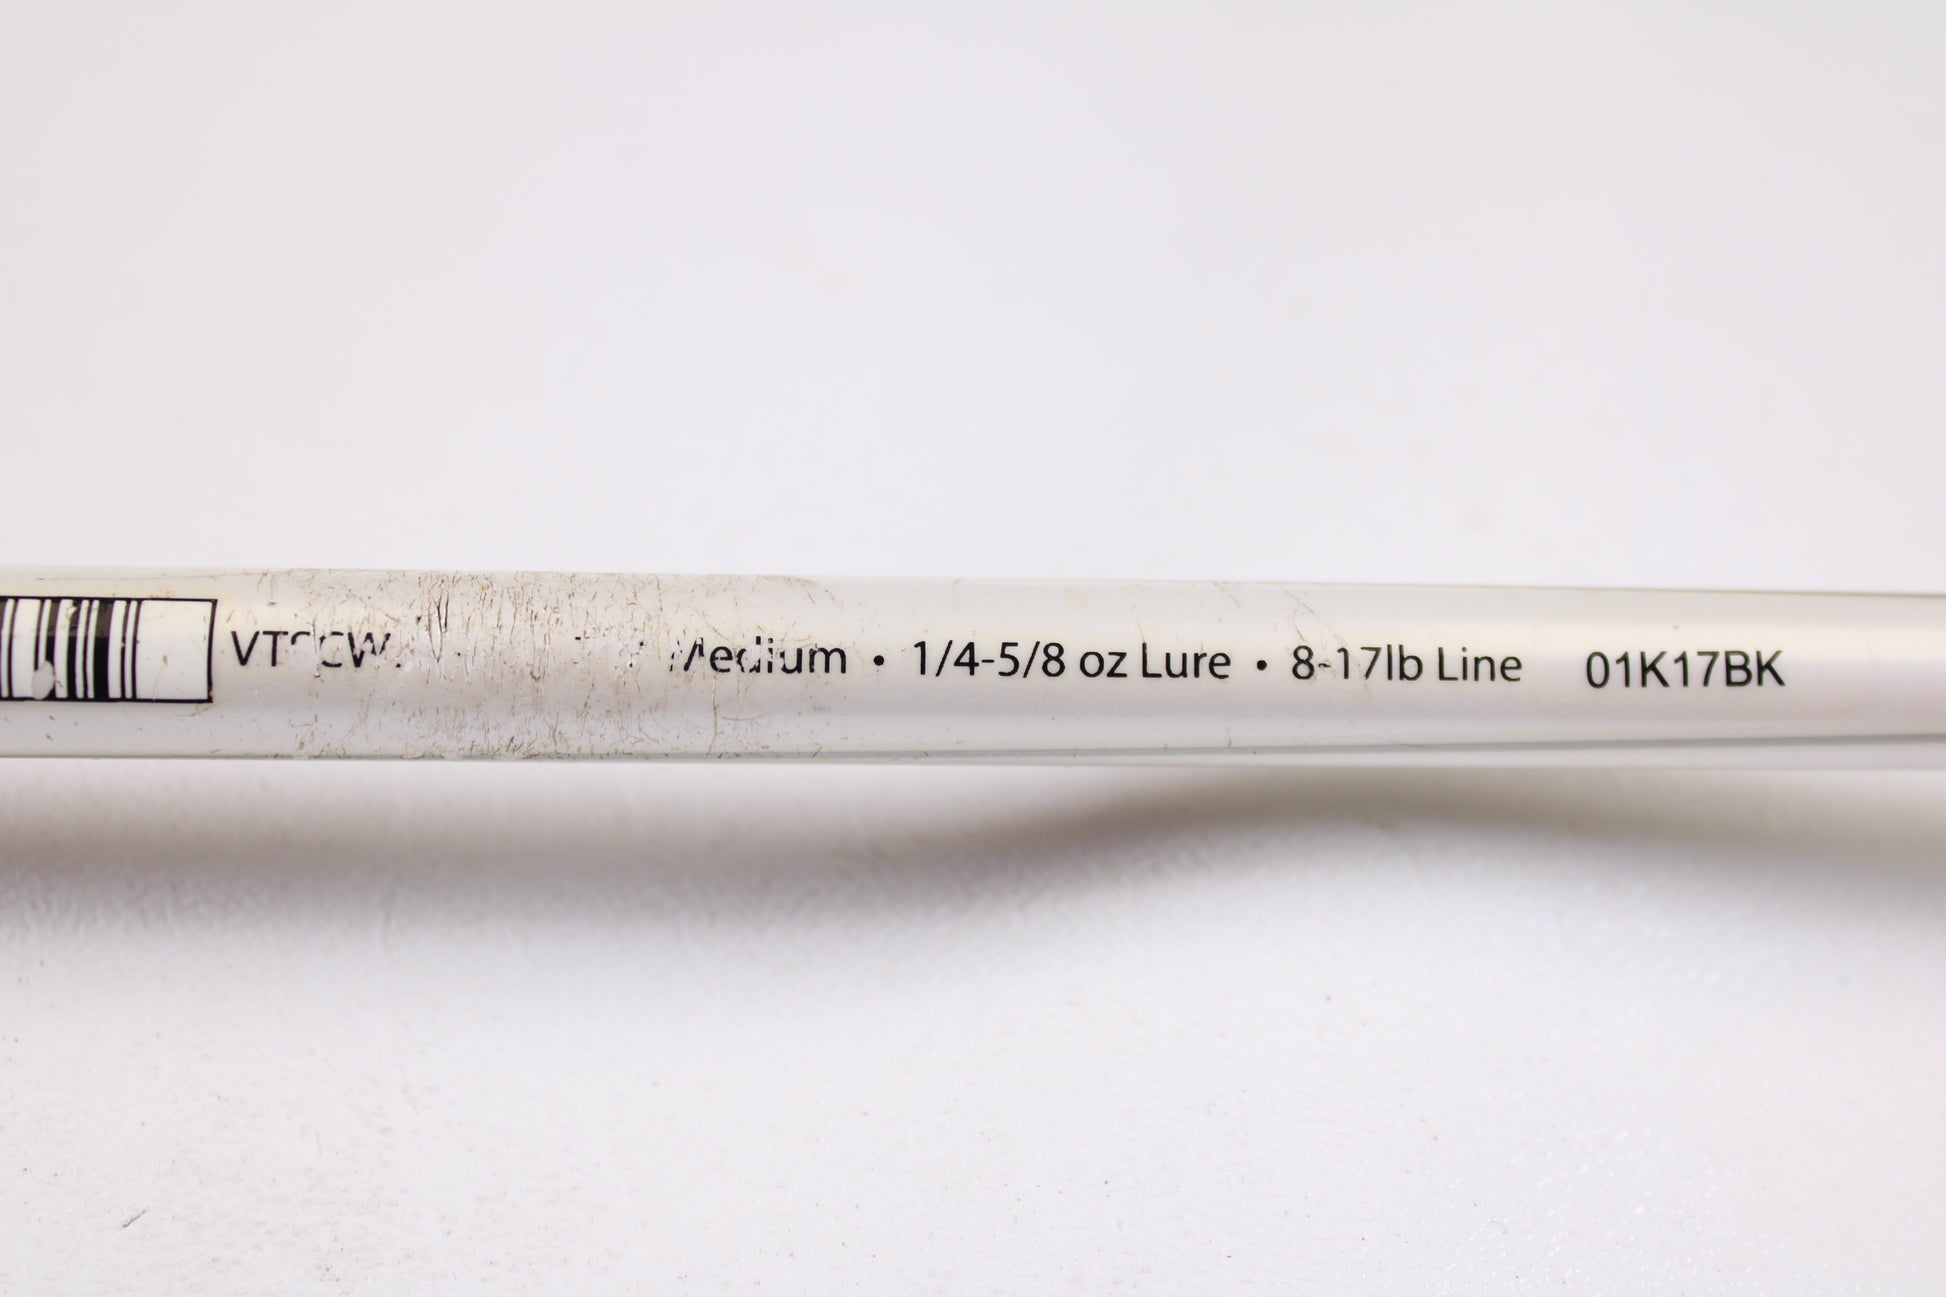 Medium • 1/4-5/8 oz Lure • 8-17lb Line 01K17BK